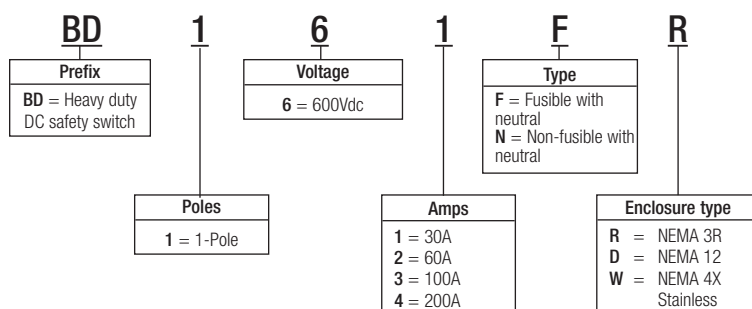 BD 1 6 1 F R
Prefix
BD = Heavy duty
DC safety switch
Voltage
6 = 600Vdc
Type
F = Fusible with
neutral
N = Non-fusible with
neutral
Poles
1 = 1-Pole
Amps
1 = 30A
2 = 60A
3 = 100A
4 = 200A
Enclosure type
R = NEMA 3R
D = NEMA 12
W = NEMA 4X
Stainless